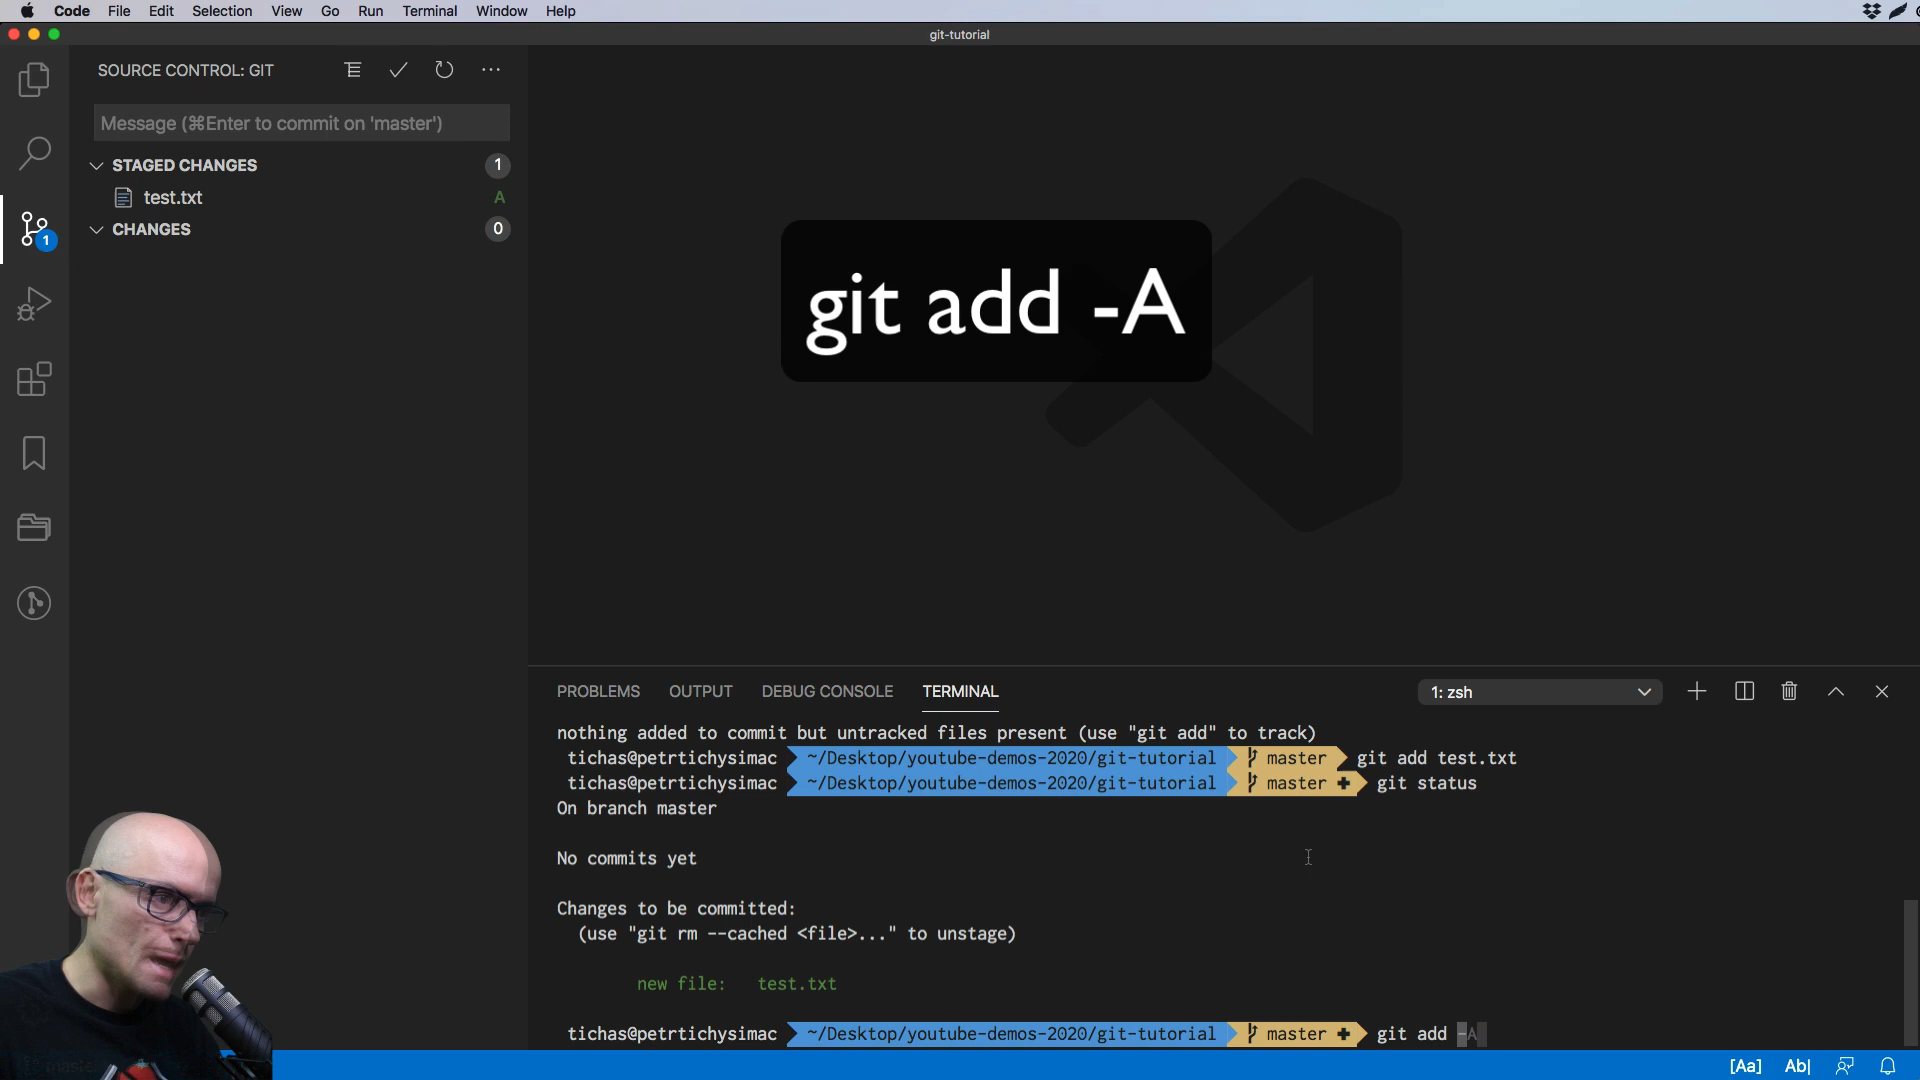 Code File Edit Selection View Go Run Terminal Window Help
git-tutorial
SOURCE CONTROL: GIT
Message (⌘Enter to commit on 'master')
STAGED CHANGES 1
test.txt A
CHANGES 0
1
git add -A
PROBLEMS OUTPUT DEBUG CONSOLE TERMINAL 1: zsh
nothing added to commit but untracked files present (use "git add" to track)
tichas@petrtichysimac ~/Desktop/youtube-demos-2020/git-tutorial master git add test.txt
tichas@petrtichysimac ~/Desktop/youtube-demos-2020/git-tutorial master ✚ git status
On branch master
No commits yet
Changes to be committed:
(use "git rm --cached <file>..." to unstage)
new file: test.txt
tichas@petrtichysimac ~/Desktop/youtube-demos-2020/git-tutorial master ✚ git add -A
[Aa] Ab|